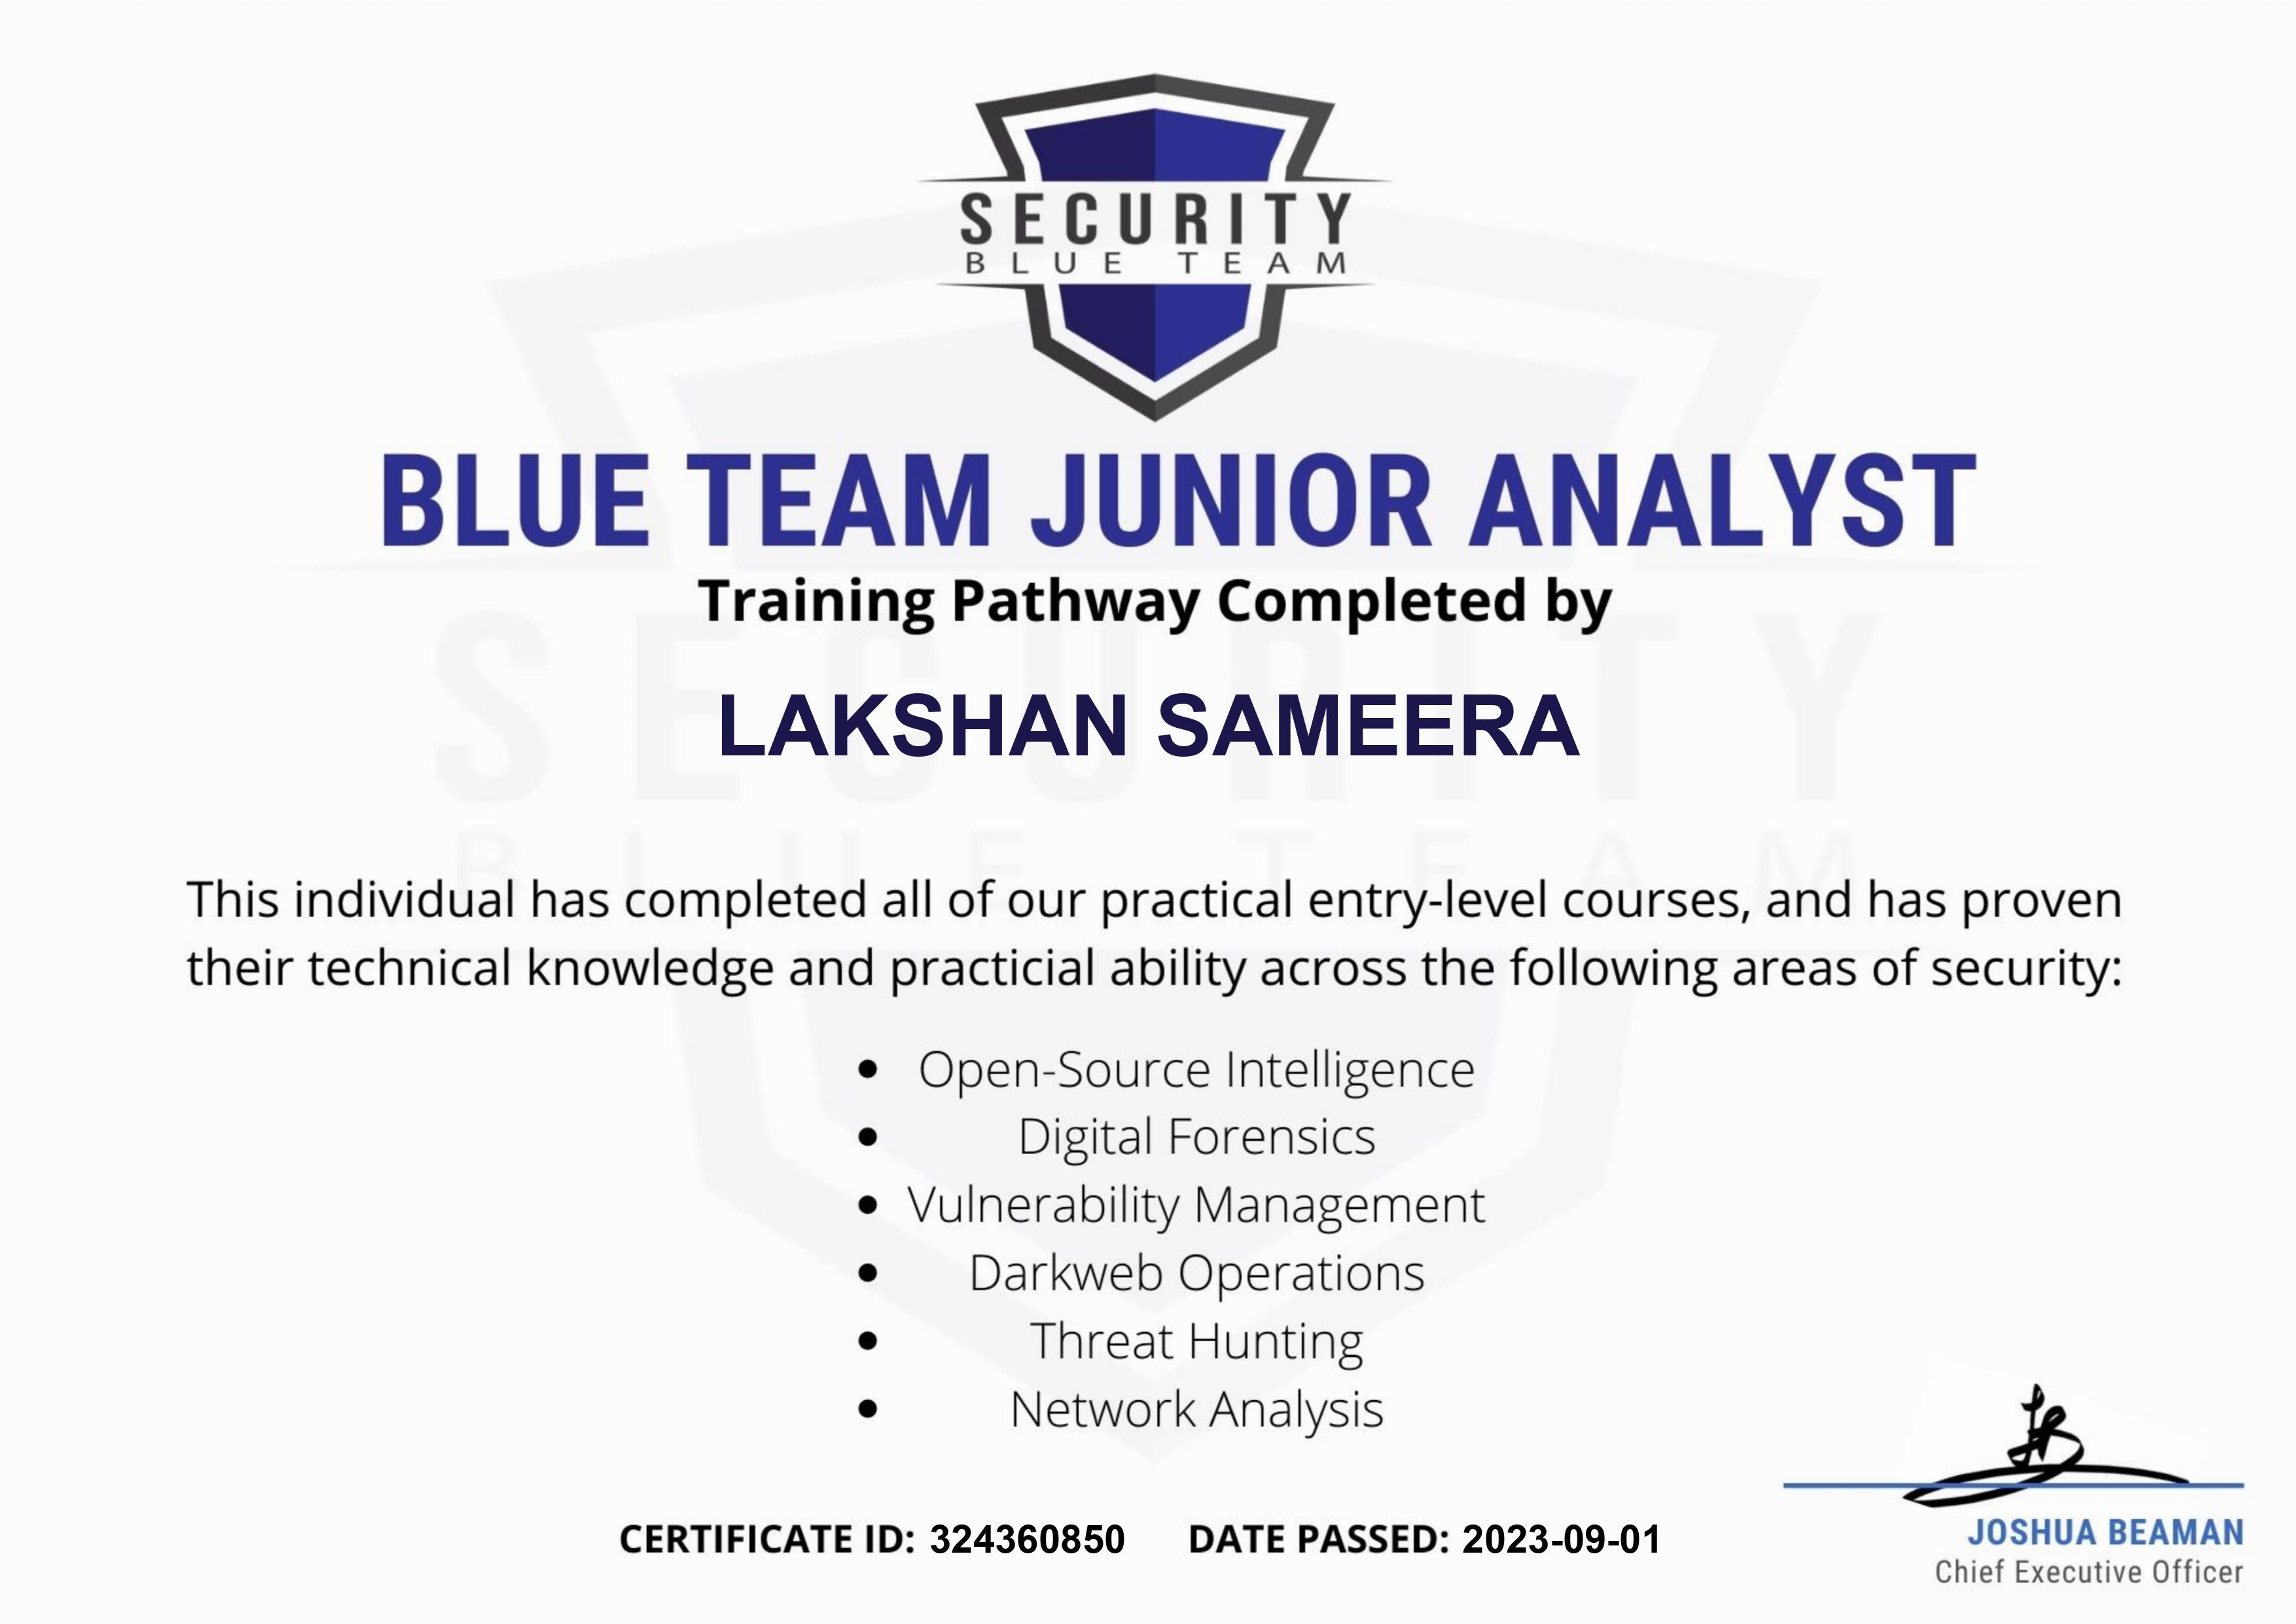 SECURITY
BLUE TEAM
BLUE TEAM JUNIOR ANALYST
Training Pathway Completed by
LAKSHAN SAMEERA
SECURITY
BLUE TEAM
This individual has completed all of our practical entry-level courses, and has proven
their technical knowledge and practicial ability across the following areas of security:
• Open-Source Intelligence
• Digital Forensics
• Vulnerability Management
• Darkweb Operations
• Threat Hunting
• Network Analysis
CERTIFICATE ID: 324360850 DATE PASSED: 2023-09-01
JOSHUA BEAMAN
Chief Executive Officer